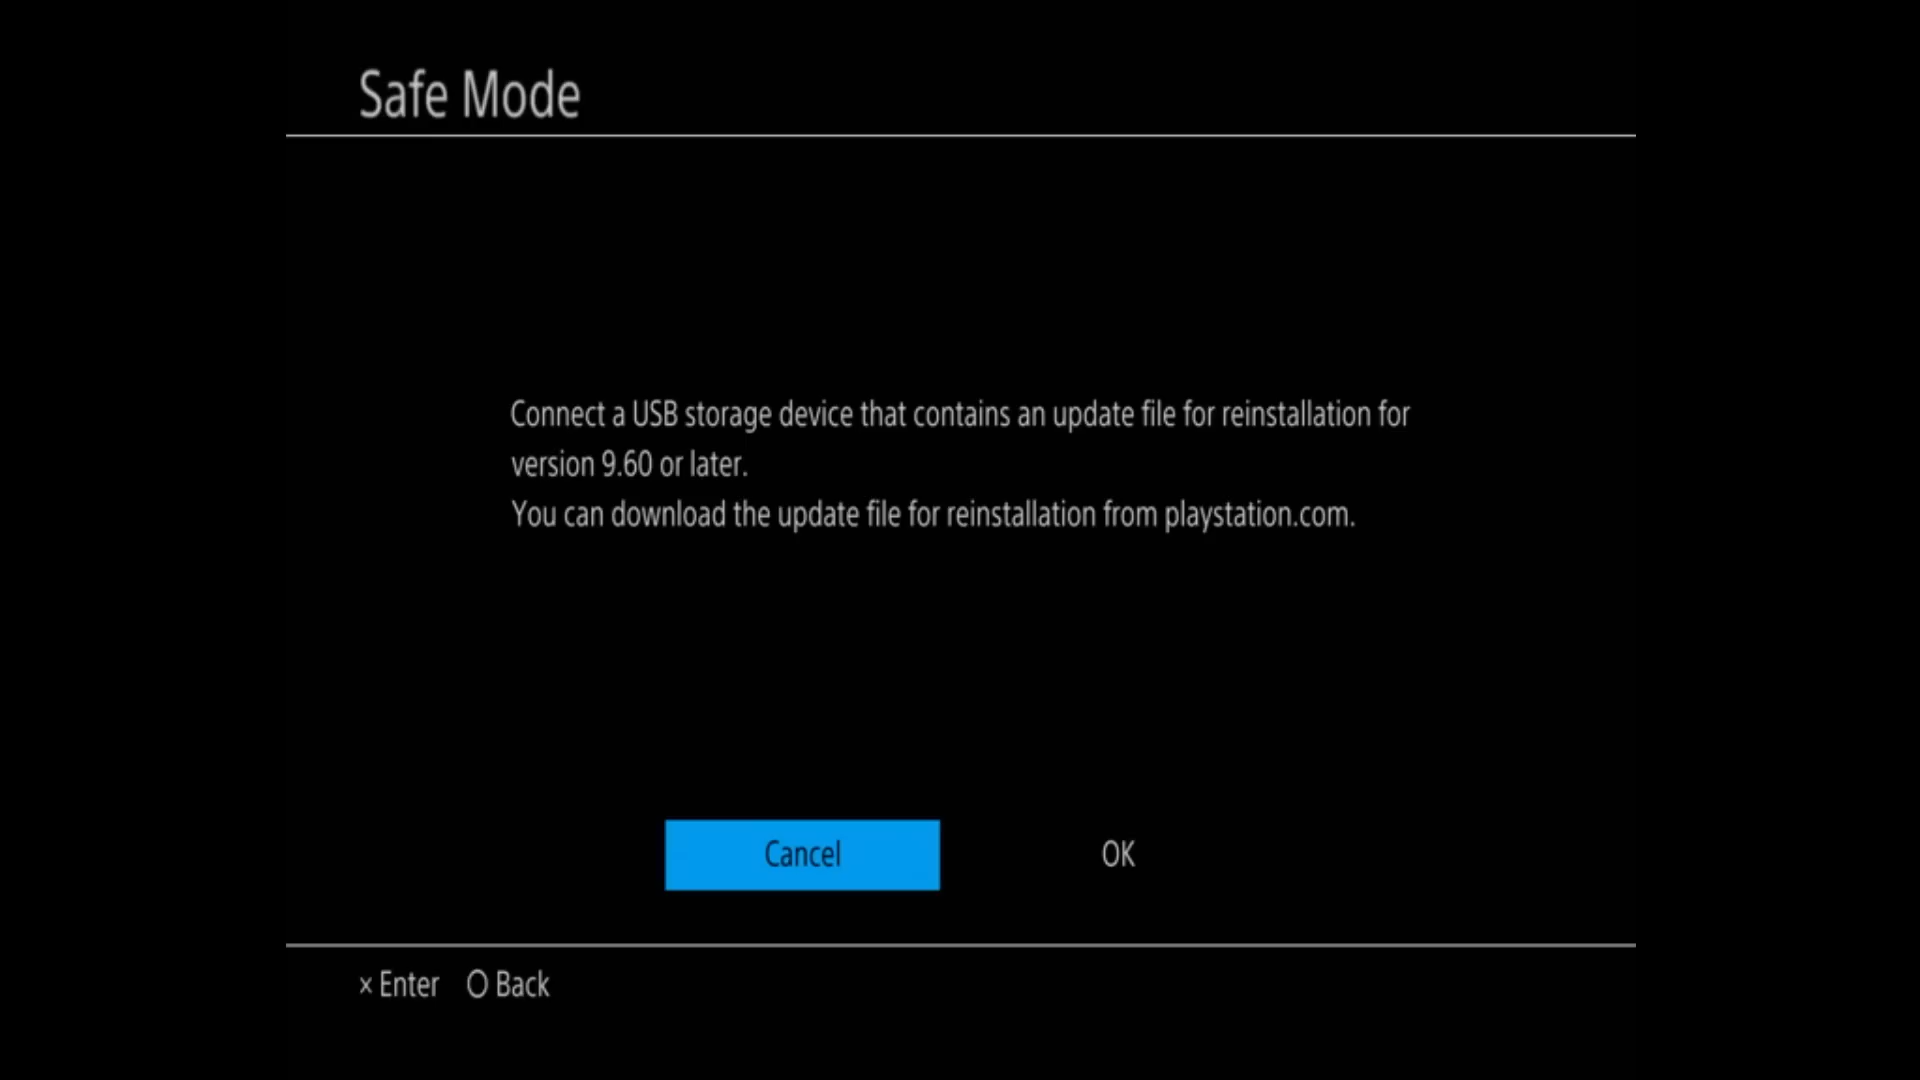 Safe Mode
Connect a USB storage device that contains an update file for reinstallation for
version 9.60 or later.
You can download the update file for reinstallation from playstation.com.
Cancel OK
× Enter O Back